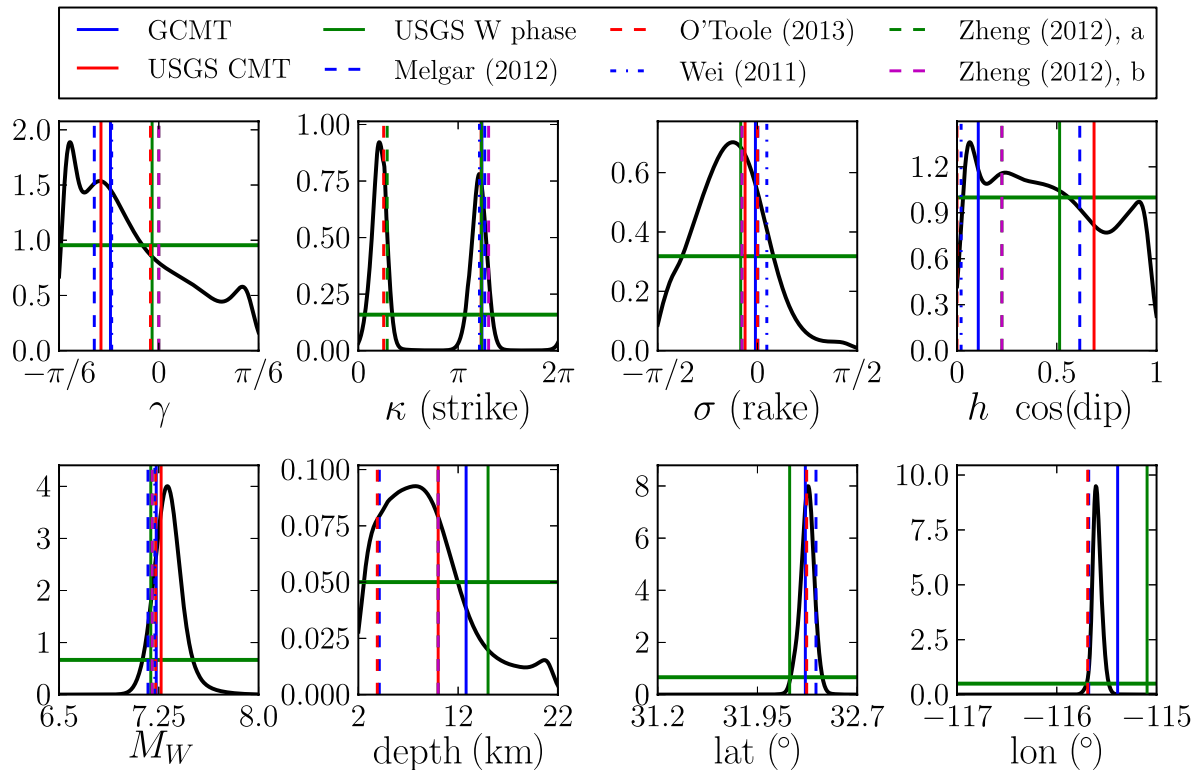 GCMT USGS W phase O'Toole (2013) Zheng (2012), a
USGS CMT Melgar (2012) Wei (2011) Zheng (2012), b
2.0 1.00 1.2
1.5 0.75 0.6 0.9
1.0 0.50 0.4 0.6
0.5 0.25 0.2 0.3
0.0 0.00 0.0 0.0
−π/6 0 π/6 0 π 2π −π/2 0 π/2 0 0.5 1
γ κ (strike) σ (rake) h cos(dip)
4 0.100 8 10.0
3 0.075 6 7.5
2 0.050 4 5.0
1 0.025 2 2.5
0 0.000 0 0.0
6.5 7.25 8.0 2 12 22 31.2 31.95 32.7 −117 −116 −115
M_W depth (km) lat (°) lon (°)